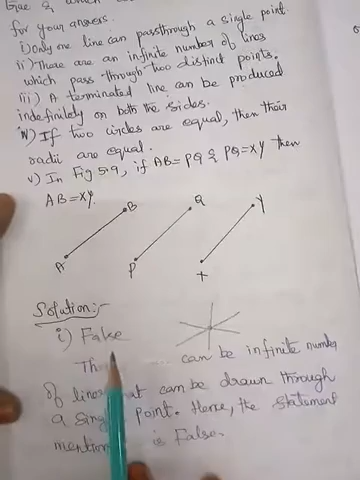 for your answers.
i) Only one line can pass through a single point.
ii) There are an infinite number of lines
which pass through two distinct points.
iii) A terminated line can be produced
indefinitely on both the sides.
iv) If two circles are equal, then their
radii are equal.
v) In Fig 5.9, if AB = PQ & PQ = XY then
AB = XY.
B Q Y
A P X
Solution:-
i) False
can be infinite number
of lines that can be drawn through
a single point. Hence, the statement
is False.